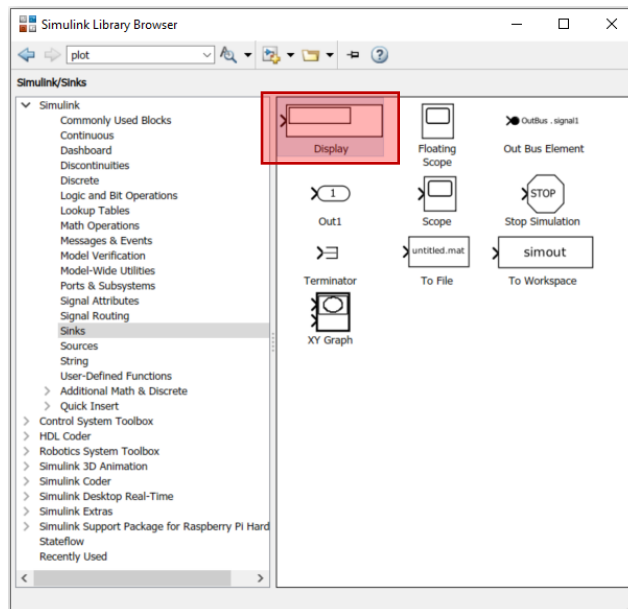 Simulink Library Browser
plot
Simulink/Sinks
Simulink
Commonly Used Blocks
Continuous
Dashboard
Discontinuities
Discrete
Logic and Bit Operations
Lookup Tables
Math Operations
Messages & Events
Model Verification
Model-Wide Utilities
Ports & Subsystems
Signal Attributes
Signal Routing
Sinks
Sources
String
User-Defined Functions
Additional Math & Discrete
Quick Insert
Control System Toolbox
HDL Coder
Robotics System Toolbox
Simulink 3D Animation
Simulink Coder
Simulink Desktop Real-Time
Simulink Extras
Simulink Support Package for Raspberry Pi Hard
Stateflow
Recently Used
Display
Floating
Scope
OutBus . signal1
Out Bus Element
1
Out1
Scope
STOP
Stop Simulation
Terminator
untitled.mat
To File
simout
To Workspace
XY Graph